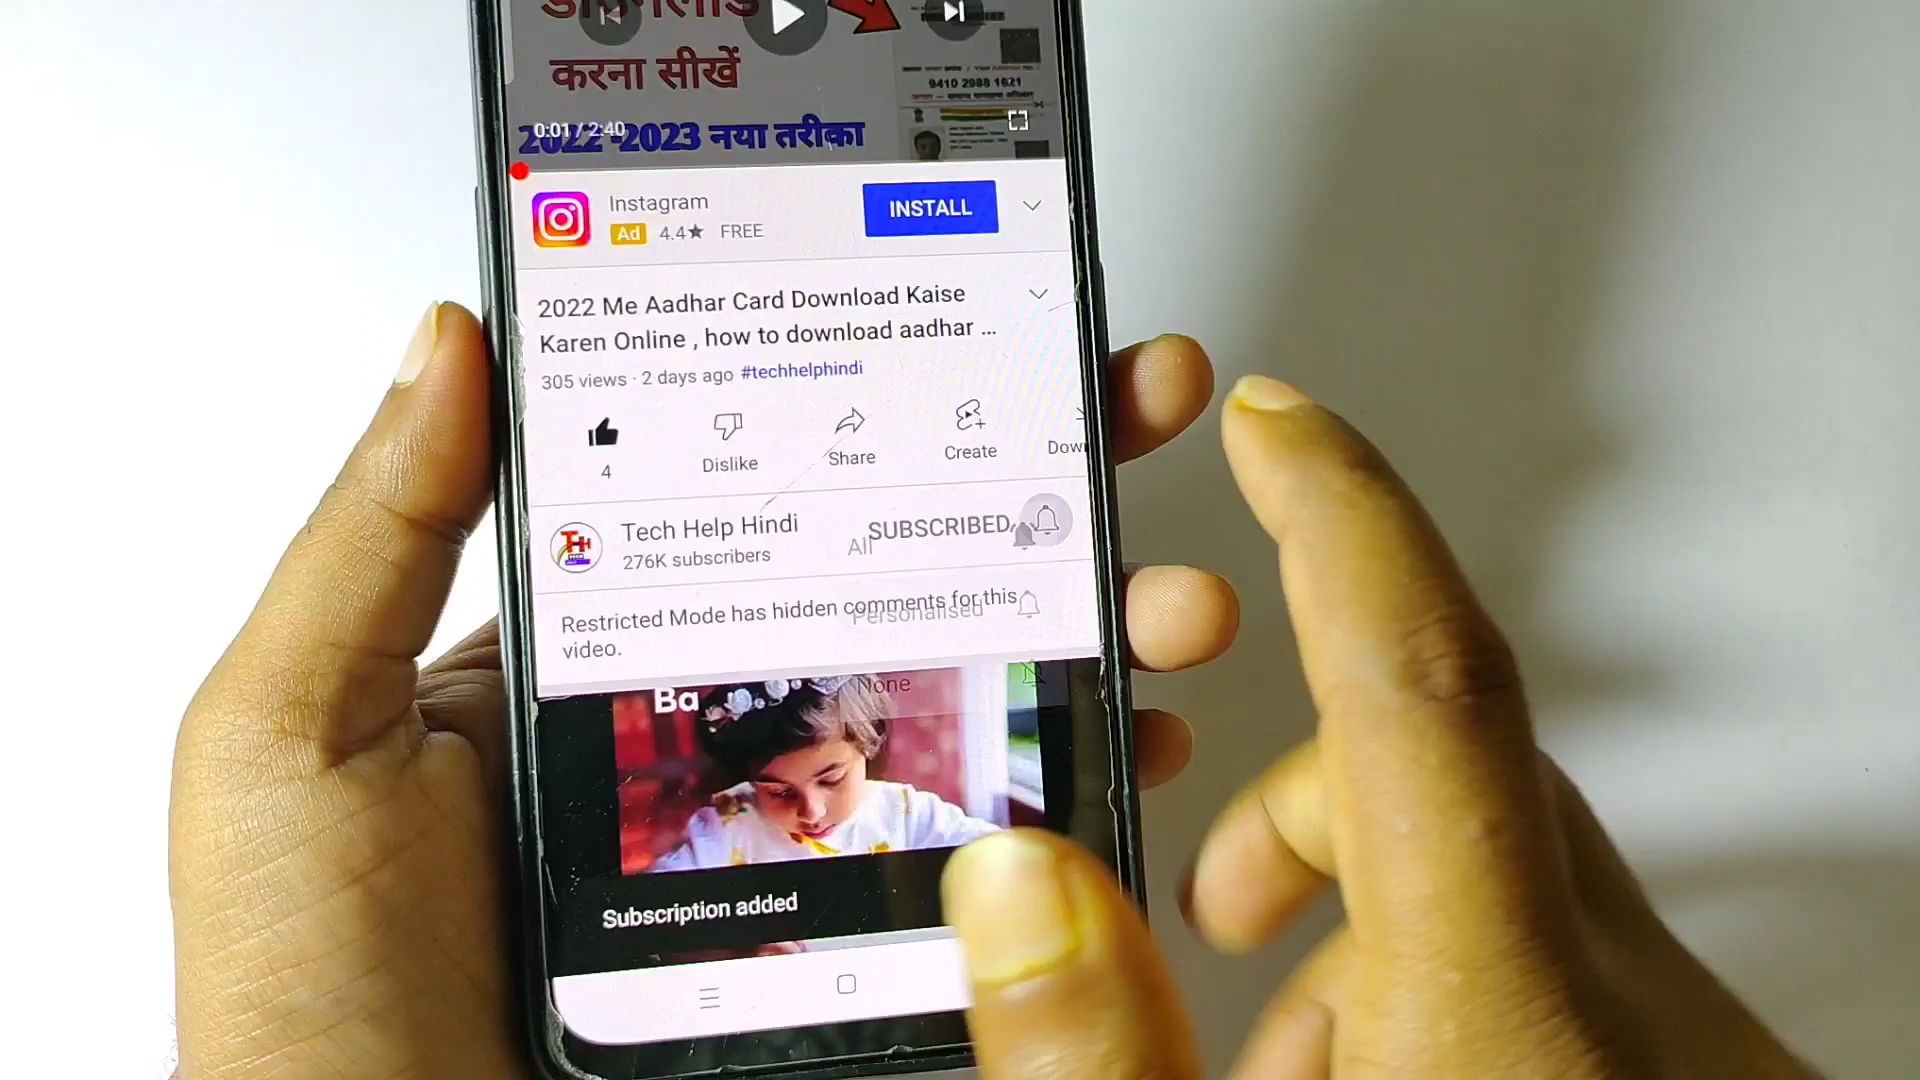 डाउनलोड
करना सीखें
9410 2988 1621
0:01 / 2:40
2022-2023 नया तरीका
Instagram
Ad 4.4★ FREE
INSTALL
2022 Me Aadhar Card Download Kaise
Karen Online , how to download aadhar ...
305 views · 2 days ago #techhelphindi
4
Dislike
Share
Create
Down
Tech Help Hindi
276K subscribers
SUBSCRIBED
All
Restricted Mode has hidden comments for this
video.
Personalised
None
Ba
Subscription added